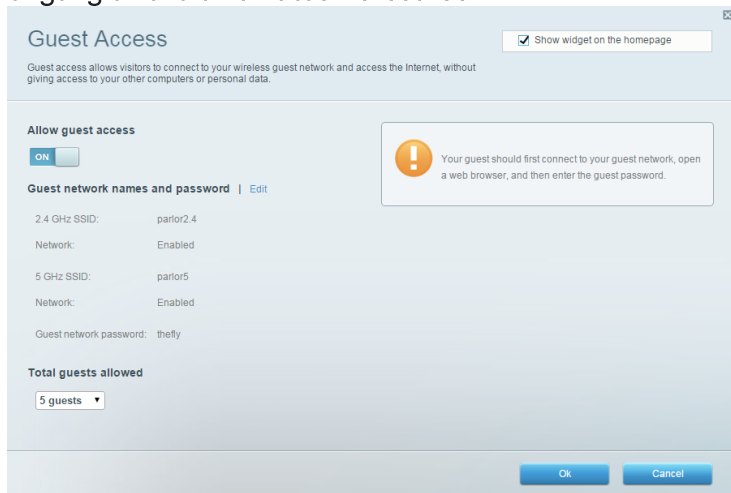 Guest Access
Show widget on the homepage
Guest access allows visitors to connect to your wireless guest network and access the Internet, without
giving access to your other computers or personal data.
Allow guest access
ON
Your guest should first connect to your guest network, open
a web browser, and then enter the guest password.
Guest network names and password | Edit
2.4 GHz SSID: parlor2.4
Network: Enabled
5 GHz SSID: parlor5
Network: Enabled
Guest network password: thefly
Total guests allowed
5 guests
Ok Cancel